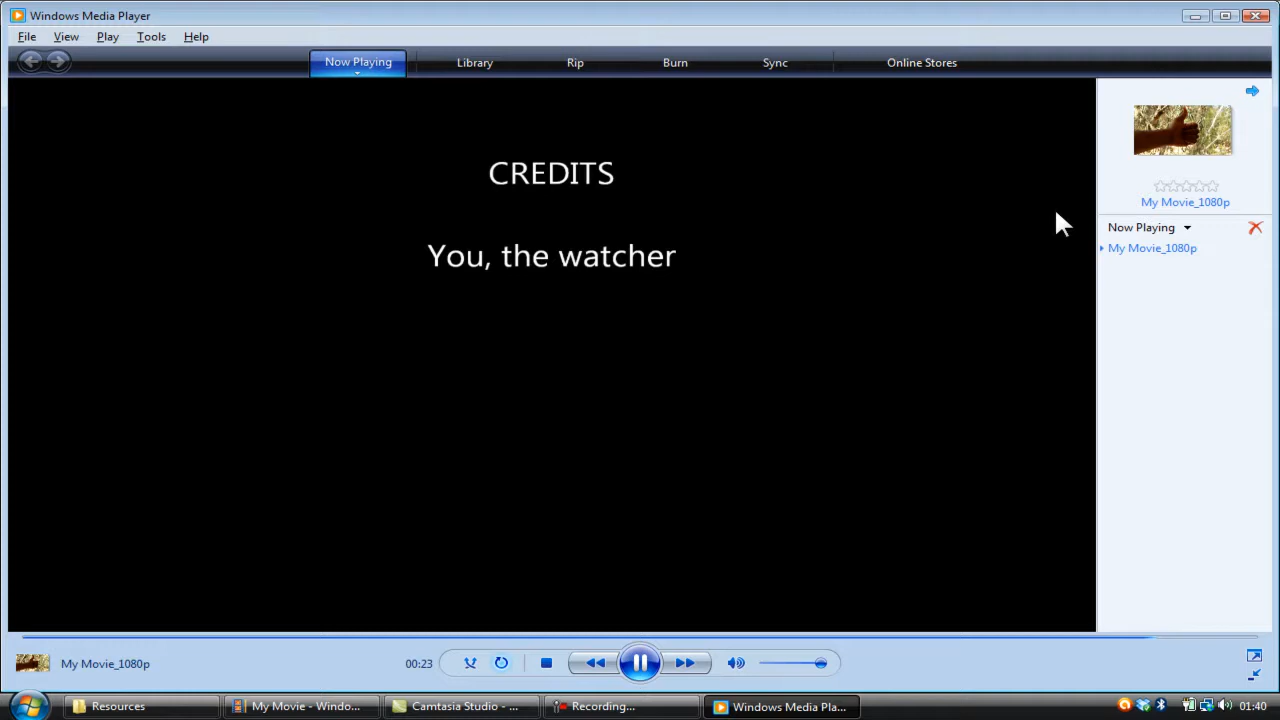 Windows Media Player
File View Play Tools Help
Now Playing Library Rip Burn Sync Online Stores
CREDITS
You, the watcher
My Movie_1080p
Now Playing
My Movie_1080p
My Movie_1080p 00:23
Resources My Movie - Windo... Camtasia Studio - ... Recording... Windows Media Pla... 01:40